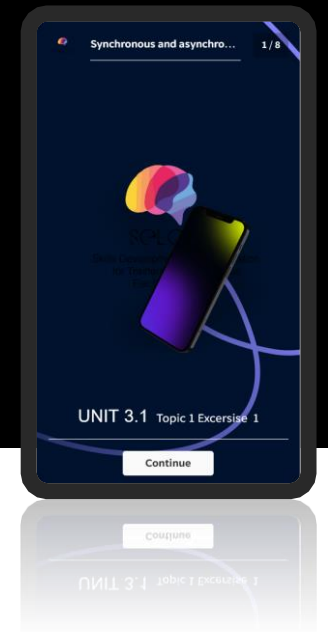 Synchronous and asynchro...
1/8
UNIT 3.1 Topic 1 Excersise 1
Continue